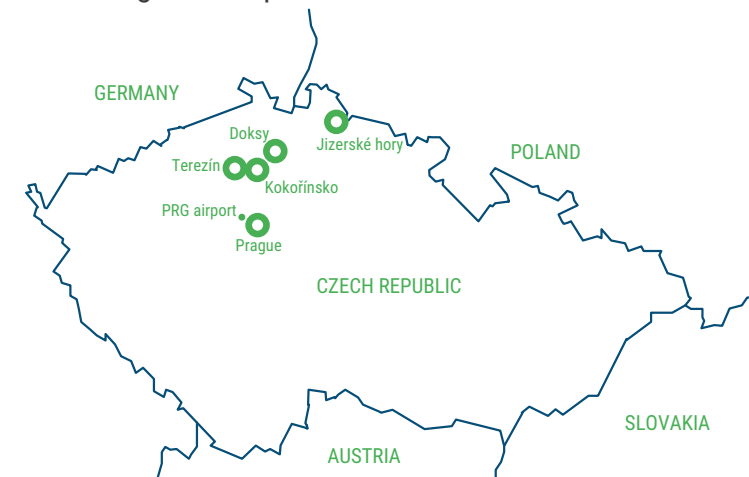 GERMANY
Doksy
Jizerské hory
POLAND
Terezín
Kokořínsko
PRG airport
Prague
CZECH REPUBLIC
SLOVAKIA
AUSTRIA